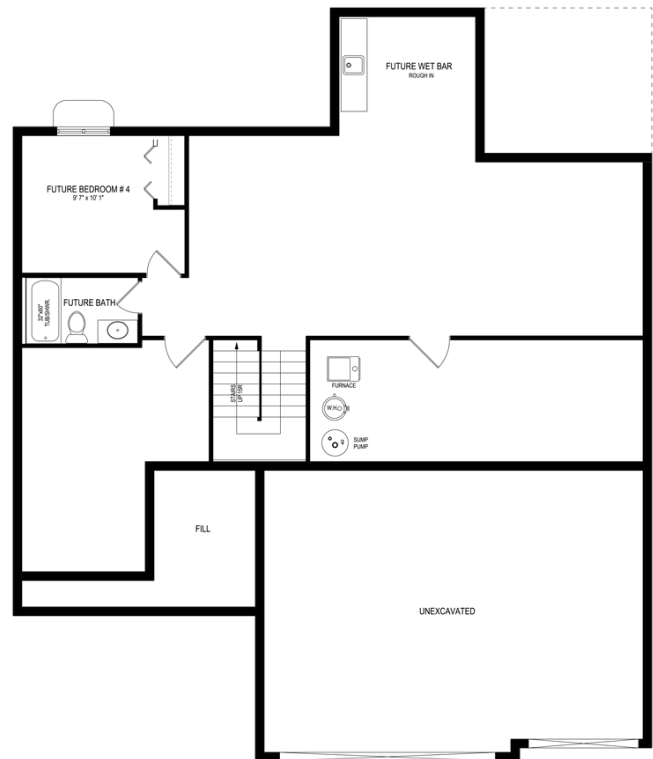 FUTURE WET BAR
ROUGH IN
FUTURE BEDROOM # 4
9' 7" x 10' 1"
FUTURE BATH
32"x60"
TUB/SHWR.
STAIRS
UP 15R
FURNACE
W.H.
SUMP
PUMP
FILL
UNEXCAVATED